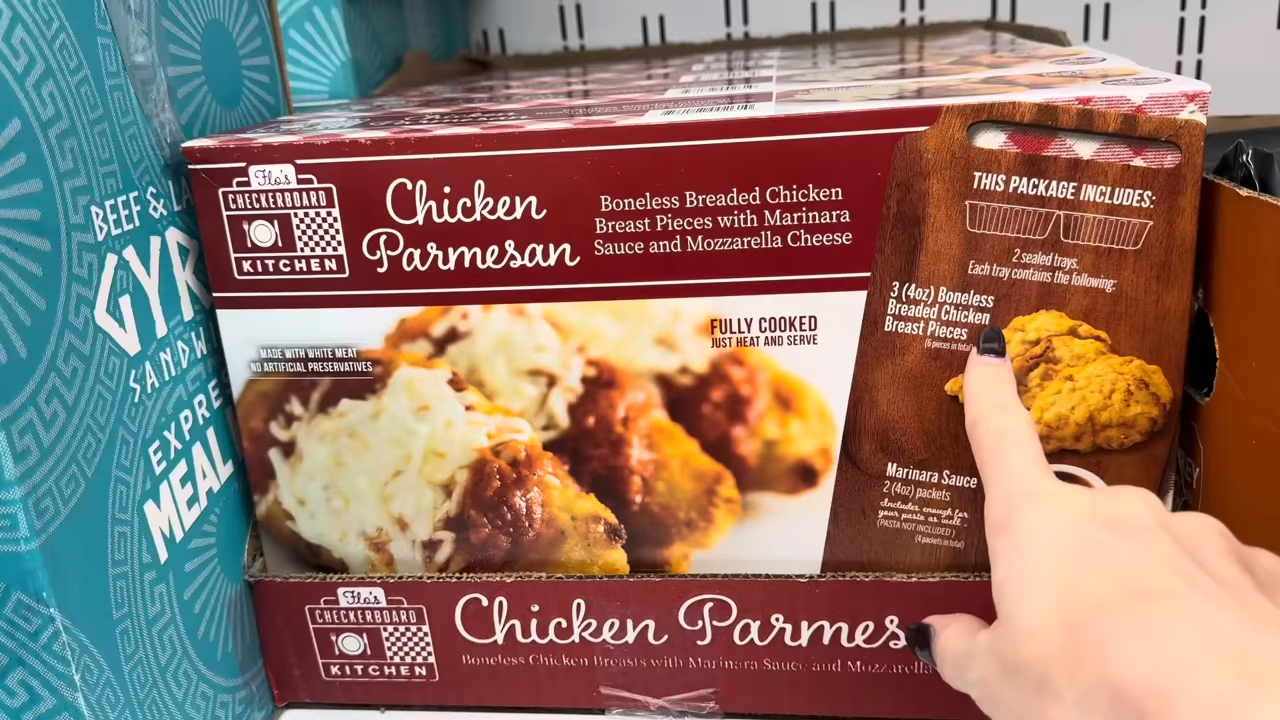 BEEF &
GYR
SANDW
EXPRE
MEAL
Flo's
CHECKERBOARD
KITCHEN
Chicken
Parmesan
Boneless Breaded Chicken
Breast Pieces with Marinara
Sauce and Mozzarella Cheese
MADE WITH WHITE MEAT
NO ARTIFICIAL PRESERVATIVES
FULLY COOKED
JUST HEAT AND SERVE
THIS PACKAGE INCLUDES:
2 sealed trays.
Each tray contains the following:
3 (4oz) Boneless
Breaded Chicken
Breast Pieces
(6 pieces in total)
Marinara Sauce
2 (4oz) packets
Includes enough for
your pasta as well.
(PASTA NOT INCLUDED)
(4 packets in total)
Flo's
CHECKERBOARD
KITCHEN
Chicken Parmes
Boneless Chicken Breasts with Marinara Sauce and Mozzarella